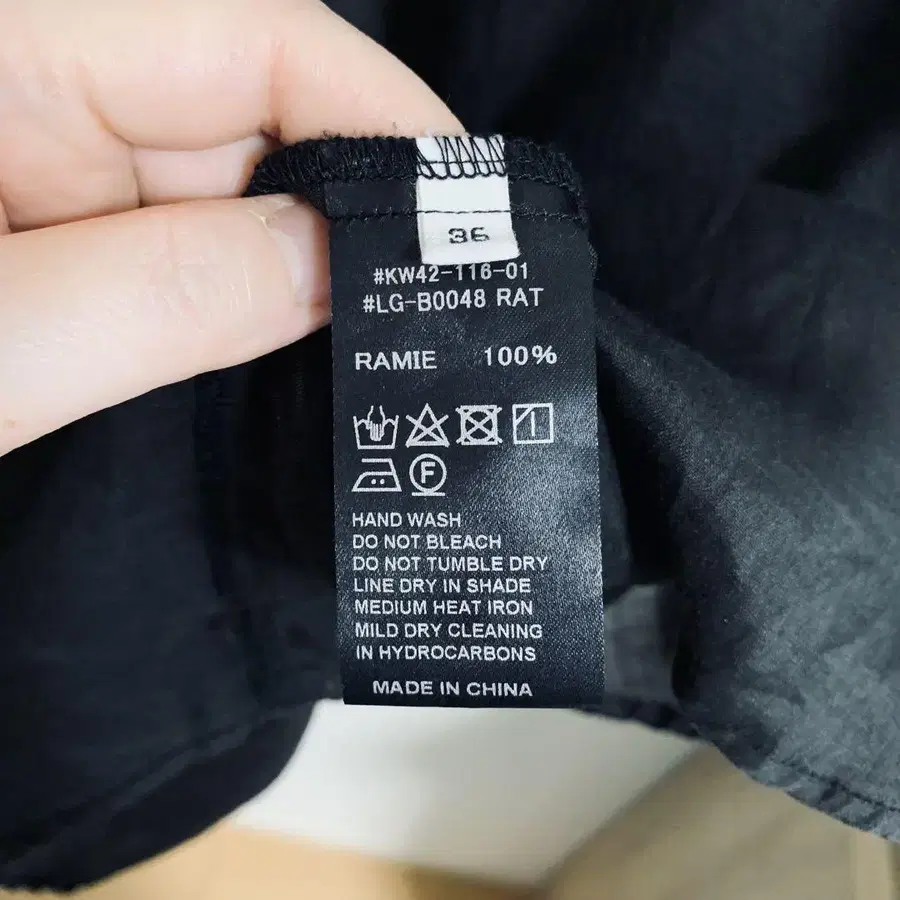 36
#KW42-116-01
#LG-B0048 RAT
RAMIE 100%
F
HAND WASH
DO NOT BLEACH
DO NOT TUMBLE DRY
LINE DRY IN SHADE
MEDIUM HEAT IRON
MILD DRY CLEANING
IN HYDROCARBONS
MADE IN CHINA